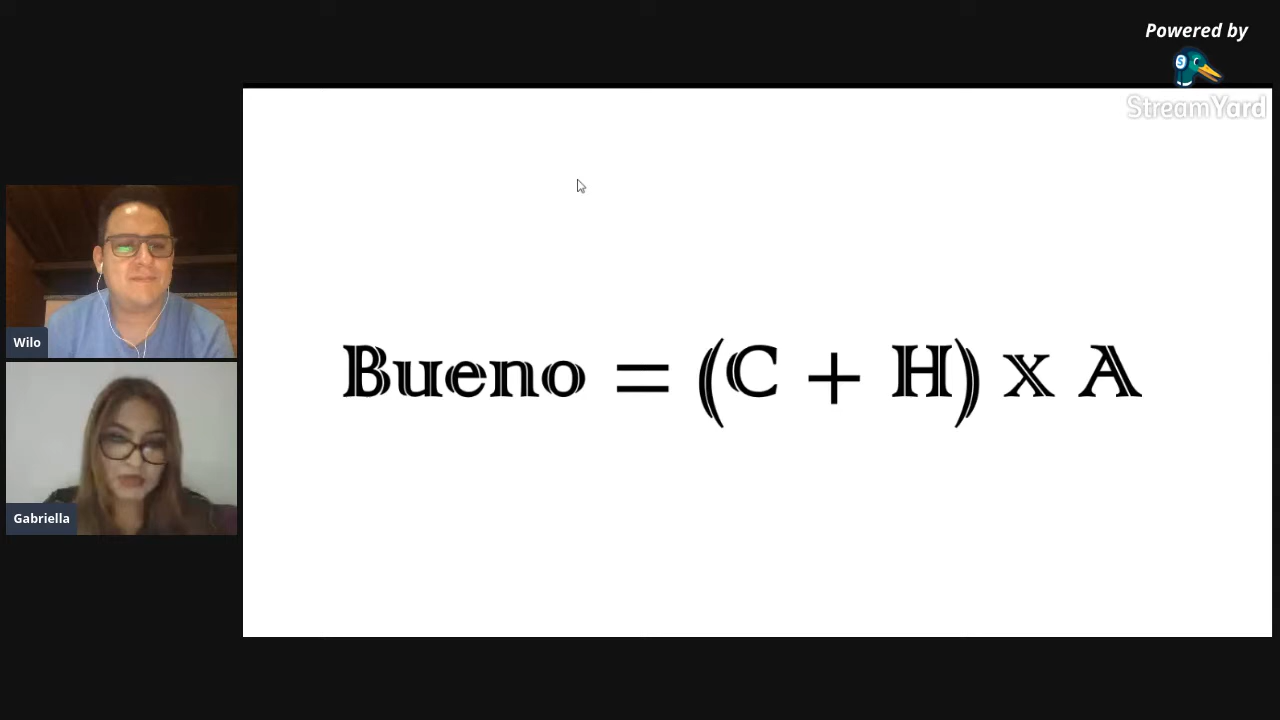 Powered by
StreamYard
Wilo
Bueno = (C + H) x A
Gabriella